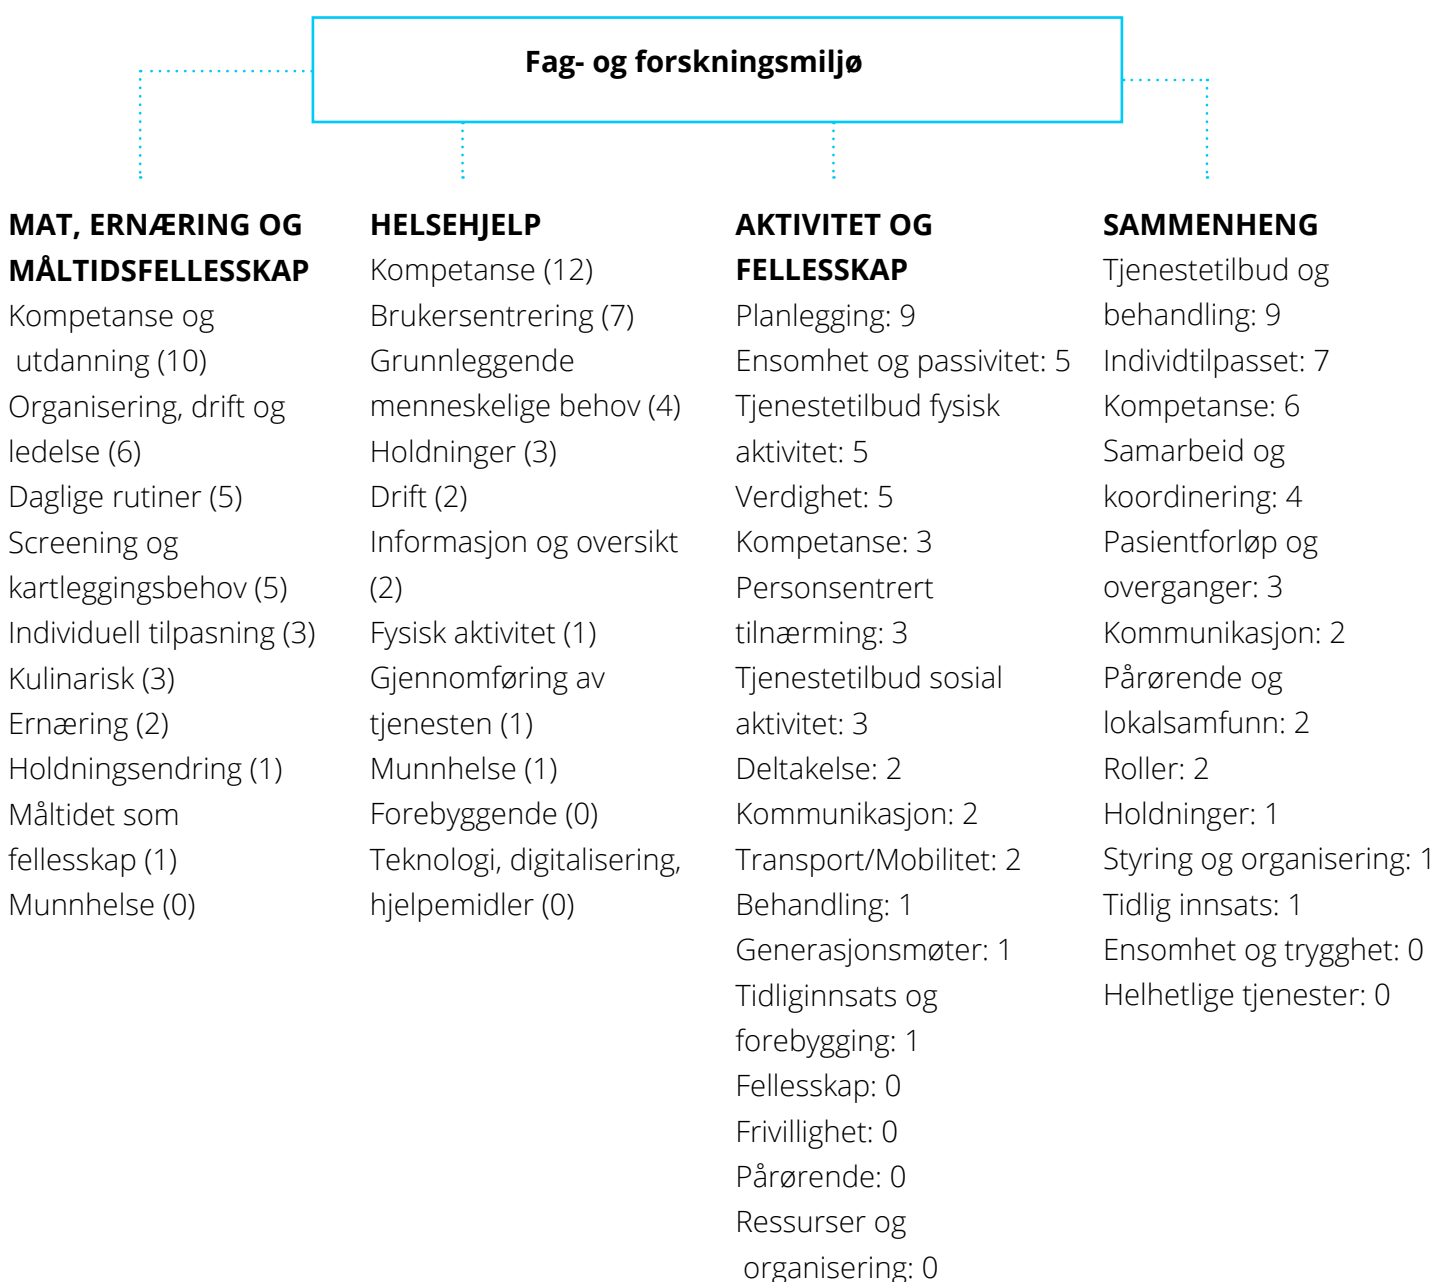 Fag- og forskningsmiljø
MAT, ERNÆRING OG
MÅLTIDSFELLESSKAP
Kompetanse og
utdanning (10)
Organisering, drift og
ledelse (6)
Daglige rutiner (5)
Screening og
kartleggingsbehov (5)
Individuell tilpasning (3)
Kulinarisk (3)
Ernæring (2)
Holdningsendring (1)
Måltidet som
fellesskap (1)
Munnhelse (0)
HELSEHJELP
Kompetanse (12)
Brukersentrering (7)
Grunnleggende
menneskelige behov (4)
Holdninger (3)
Drift (2)
Informasjon og oversikt
(2)
Fysisk aktivitet (1)
Gjennomføring av
tjenesten (1)
Munnhelse (1)
Forebyggende (0)
Teknologi, digitalisering,
hjelpemidler (0)
AKTIVITET OG
FELLESSKAP
Planlegging: 9
Ensomhet og passivitet: 5
Tjenestetilbud fysisk
aktivitet: 5
Verdighet: 5
Kompetanse: 3
Personsentrert
tilnærming: 3
Tjenestetilbud sosial
aktivitet: 3
Deltakelse: 2
Kommunikasjon: 2
Transport/Mobilitet: 2
Behandling: 1
Generasjonsmøter: 1
Tidliginnsats og
forebygging: 1
Fellesskap: 0
Frivillighet: 0
Pårørende: 0
Ressurser og
organisering: 0
SAMMENHENG
Tjenestetilbud og
behandling: 9
Individtilpasset: 7
Kompetanse: 6
Samarbeid og
koordinering: 4
Pasientforløp og
overganger: 3
Kommunikasjon: 2
Pårørende og
lokalsamfunn: 2
Roller: 2
Holdninger: 1
Styring og organisering: 1
Tidlig innsats: 1
Ensomhet og trygghet: 0
Helhetlige tjenester: 0